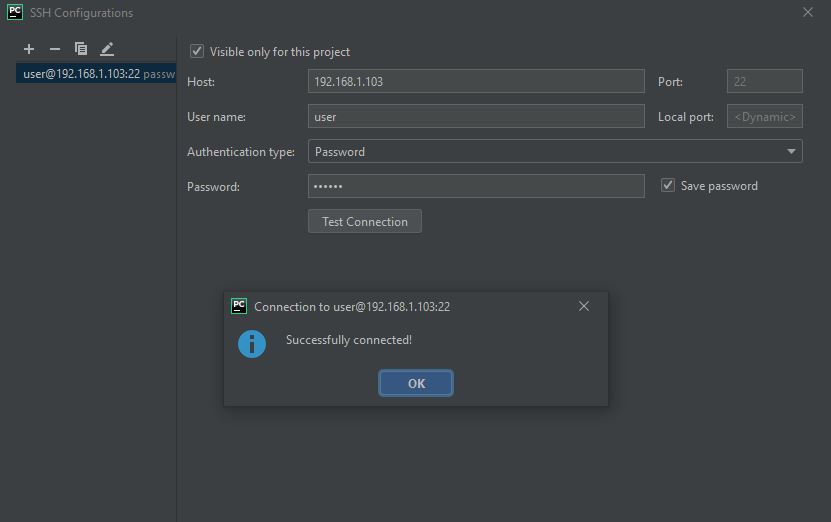 PC SSH Configurations
Visible only for this project
user@192.168.1.103:22 passw
Host: 192.168.1.103 Port: 22
User name: user Local port: <Dynamic>
Authentication type: Password
Password: •••••• Save password
Test Connection
PC Connection to user@192.168.1.103:22
Successfully connected!
OK